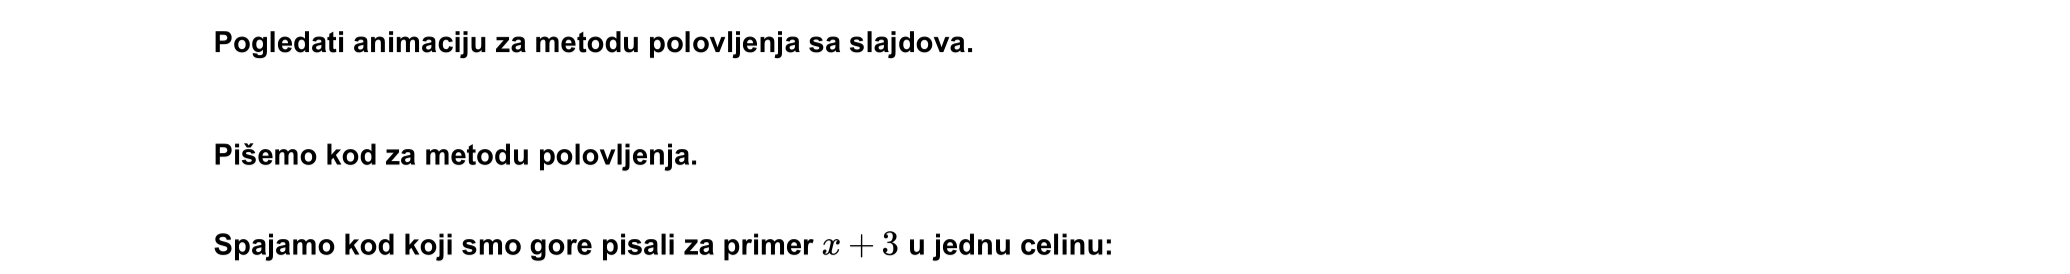 Pogledati animaciju za metodu polovljenja sa slajdova.
Pišemo kod za metodu polovljenja.
Spajamo kod koji smo gore pisali za primer x + 3 u jednu celinu: